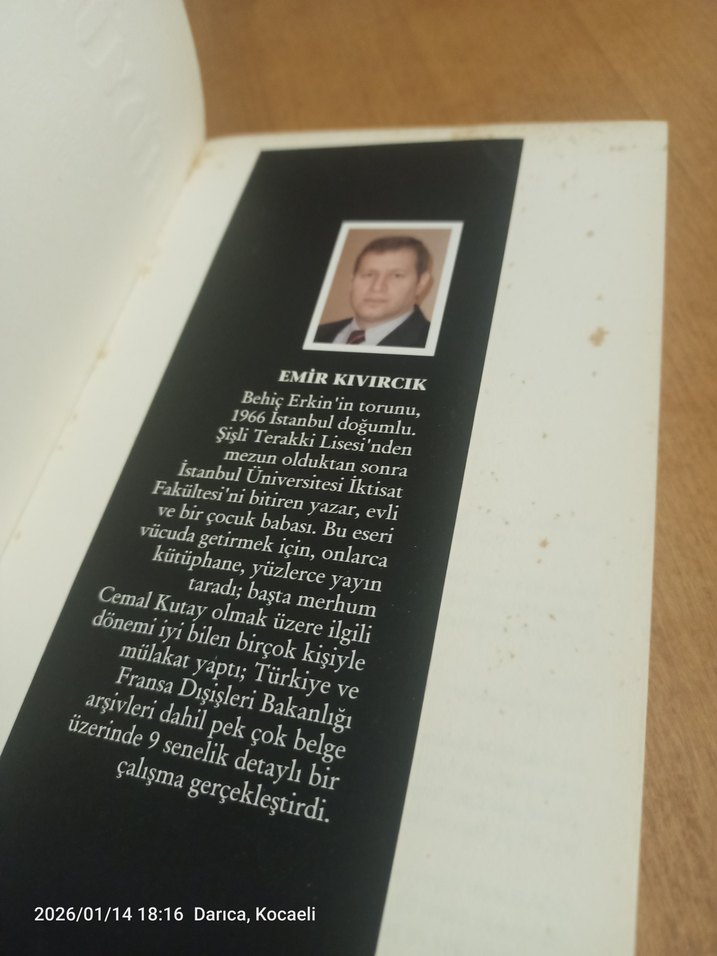 EMİR KIVIRCIK
Behiç Erkin'in torunu,
1966 İstanbul doğumlu.
Şişli Terakki Lisesi'nden
mezun olduktan sonra
İstanbul Üniversitesi İktisat
Fakültesi'ni bitiren yazar, evli
ve bir çocuk babası. Bu eseri
vücuda getirmek için, onlarca
kütüphane, yüzlerce yayın
taradı; başta merhum
Cemal Kutay olmak üzere ilgili
dönemi iyi bilen birçok kişiyle
mülakat yaptı; Türkiye ve
Fransa Dışişleri Bakanlığı
arşivleri dahil pek çok belge
üzerinde 9 senelik detaylı bir
çalışma gerçekleştirdi.
2026/01/14 18:16 Darıca, Kocaeli